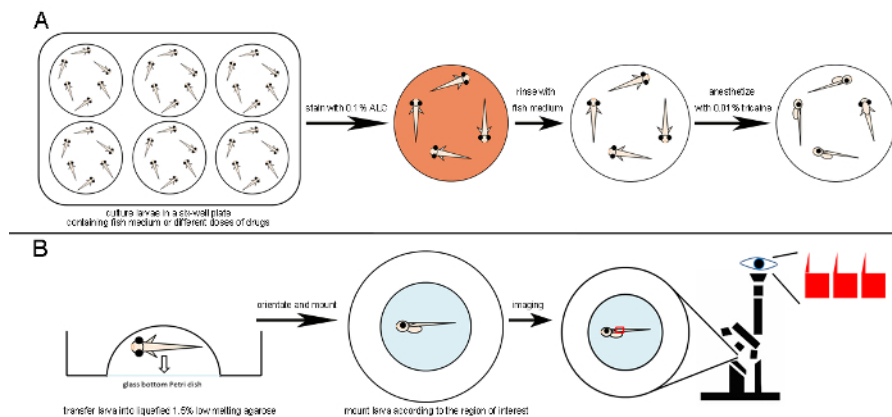 A
stain with 0.1% ALC
rinse with
fish medium
anesthetize
with 0.01% tricaine
culture larvae in a six-well plate
containing fish medium or different doses of drugs
B
orientate and mount
imaging
glass bottom Petri dish
transfer larva into liquefied 1.5% low melting agarose
mount larva according to the region of interest